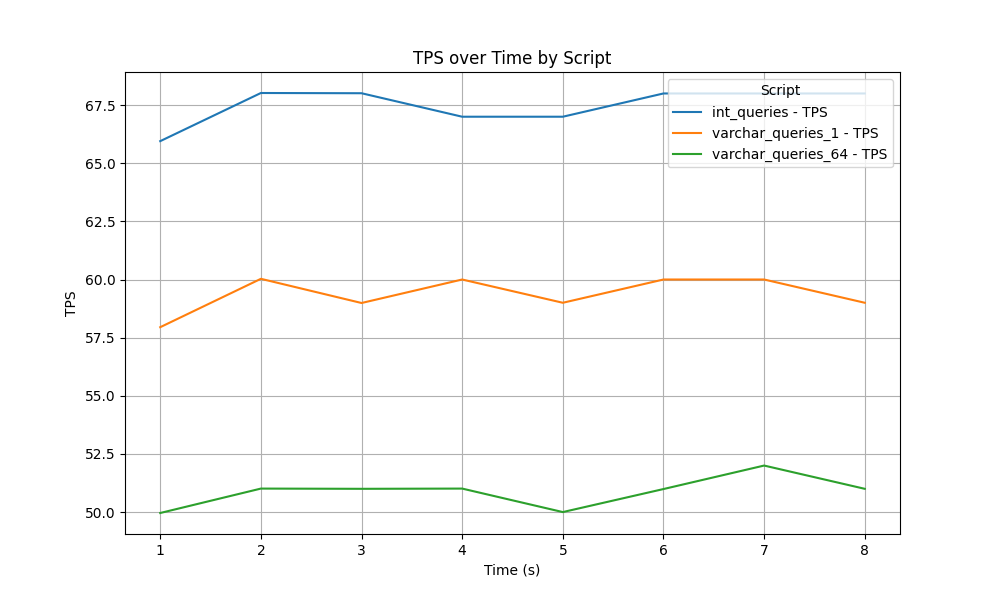 TPS over Time by Script
Script
int_queries - TPS
varchar_queries_1 - TPS
varchar_queries_64 - TPS
TPS
67.5
65.0
62.5
60.0
57.5
55.0
52.5
50.0
1 2 3 4 5 6 7 8
Time (s)